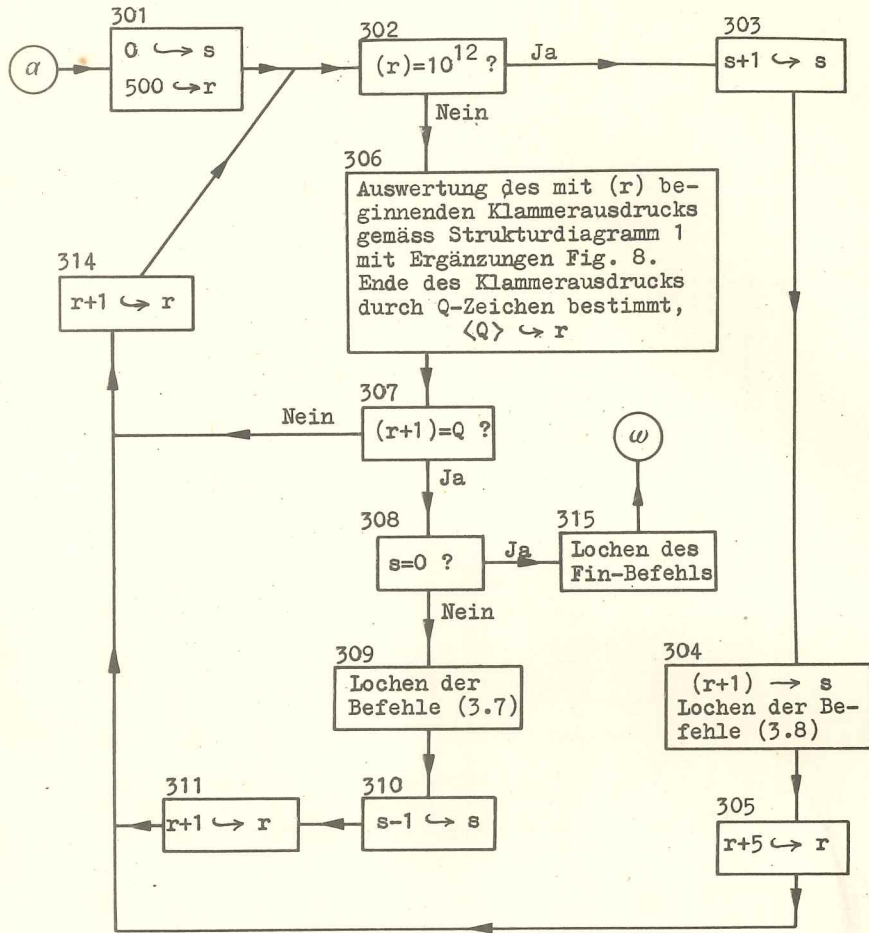 301
α
0 ↪ s
500 ↪ r
302
(r)=10¹² ?
Ja
Nein
303
s+1 ↪ s
306
Auswertung des mit (r) be-
ginnenden Klammerausdrucks
gemäss Strukturdiagramm 1
mit Ergänzungen Fig. 8.
Ende des Klammerausdrucks
durch Q-Zeichen bestimmt,
⟨Q⟩ ↪ r
314
r+1 ↪ r
307
(r+1)=Q ?
Nein
Ja
ω
308
s=0 ?
Ja
Nein
315
Lochen des
Fin-Befehls
309
Lochen der
Befehle (3.7)
304
(r+1) → s
Lochen der Be-
fehle (3.8)
311
r+1 ↪ r
310
s-1 ↪ s
305
r+5 ↪ r